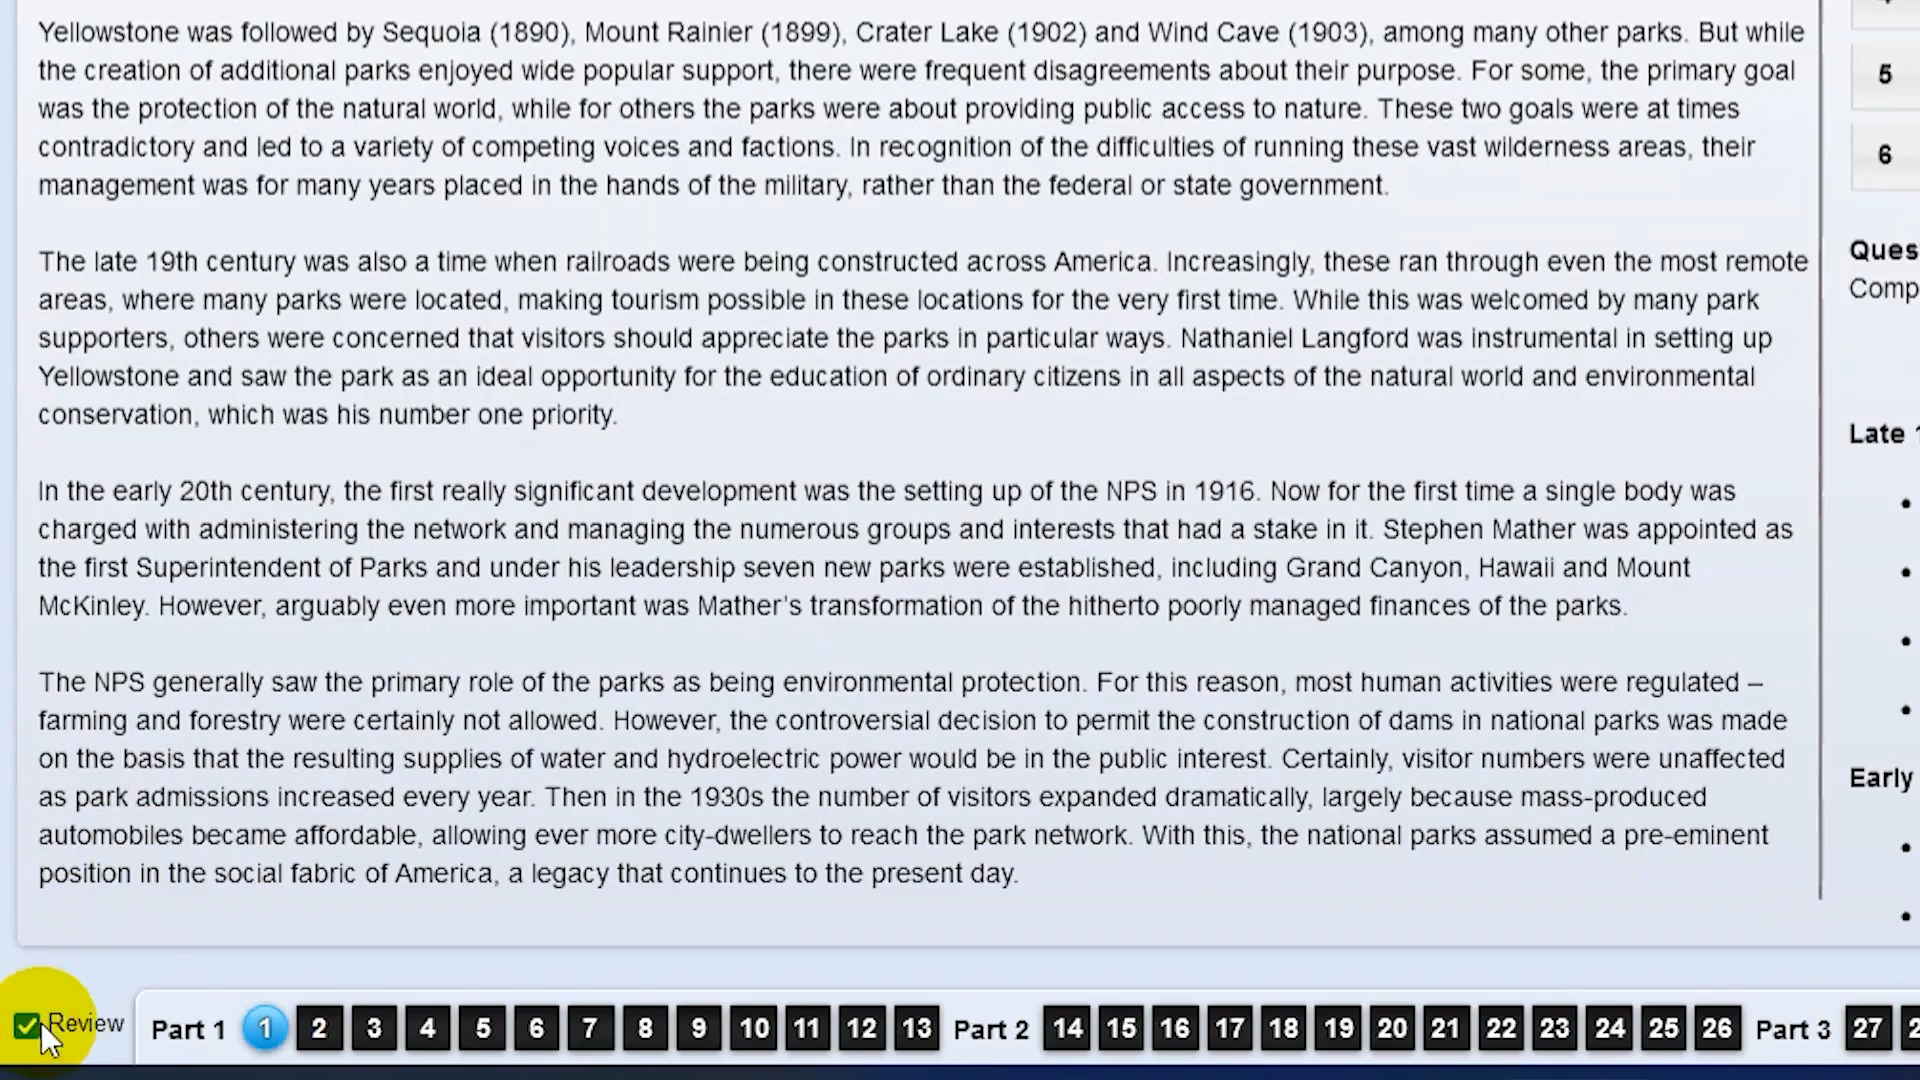 Yellowstone was followed by Sequoia (1890), Mount Rainier (1899), Crater Lake (1902) and Wind Cave (1903), among many other parks. But while
the creation of additional parks enjoyed wide popular support, there were frequent disagreements about their purpose. For some, the primary goal
was the protection of the natural world, while for others the parks were about providing public access to nature. These two goals were at times
contradictory and led to a variety of competing voices and factions. In recognition of the difficulties of running these vast wilderness areas, their
management was for many years placed in the hands of the military, rather than the federal or state government.
The late 19th century was also a time when railroads were being constructed across America. Increasingly, these ran through even the most remote
areas, where many parks were located, making tourism possible in these locations for the very first time. While this was welcomed by many park
supporters, others were concerned that visitors should appreciate the parks in particular ways. Nathaniel Langford was instrumental in setting up
Yellowstone and saw the park as an ideal opportunity for the education of ordinary citizens in all aspects of the natural world and environmental
conservation, which was his number one priority.
In the early 20th century, the first really significant development was the setting up of the NPS in 1916. Now for the first time a single body was
charged with administering the network and managing the numerous groups and interests that had a stake in it. Stephen Mather was appointed as
the first Superintendent of Parks and under his leadership seven new parks were established, including Grand Canyon, Hawaii and Mount
McKinley. However, arguably even more important was Mather's transformation of the hitherto poorly managed finances of the parks.
The NPS generally saw the primary role of the parks as being environmental protection. For this reason, most human activities were regulated –
farming and forestry were certainly not allowed. However, the controversial decision to permit the construction of dams in national parks was made
on the basis that the resulting supplies of water and hydroelectric power would be in the public interest. Certainly, visitor numbers were unaffected
as park admissions increased every year. Then in the 1930s the number of visitors expanded dramatically, largely because mass-produced
automobiles became affordable, allowing ever more city-dwellers to reach the park network. With this, the national parks assumed a pre-eminent
position in the social fabric of America, a legacy that continues to the present day.
5
6
Ques
Comp
Late
Early
Review Part 1 1 2 3 4 5 6 7 8 9 10 11 12 13 Part 2 14 15 16 17 18 19 20 21 22 23 24 25 26 Part 3 27